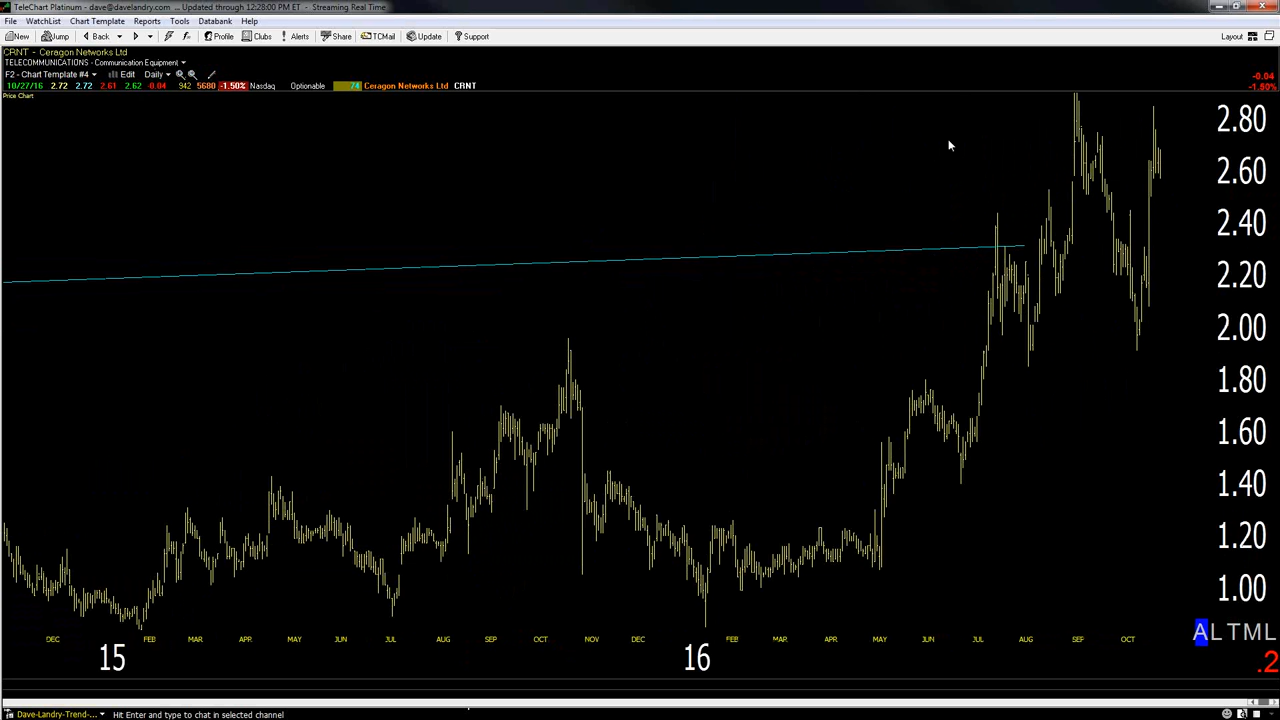 TeleChart Platinum - dave@davelandry.com ... Updated through 12:28:00 PM ET - Streaming Real Time
File WatchList Chart Template Reports Tools Databank Help
New Jump Back Profile Clubs Alerts Share TCMail Update Support Layout
CRNT - Ceragon Networks Ltd
TELECOMMUNICATIONS - Communication Equipment
F2 - Chart Template #4 Edit Daily -0.04
10/27/16 2.72 2.72 2.61 2.62 0.04 942 5680 -1.50% Nasdaq Optionable 74 Ceragon Networks Ltd CRNT -1.50%
Price Chart
2.80
2.60
2.40
2.20
2.00
1.80
1.60
1.40
1.20
1.00
ALTML
DEC FEB MAR APR MAY JUN JUL AUG SEP OCT NOV DEC FEB MAR APR MAY JUN JUL AUG SEP OCT
15 16
.2
Dave-Landry-Trend-... Hit Enter and type to chat in selected channel